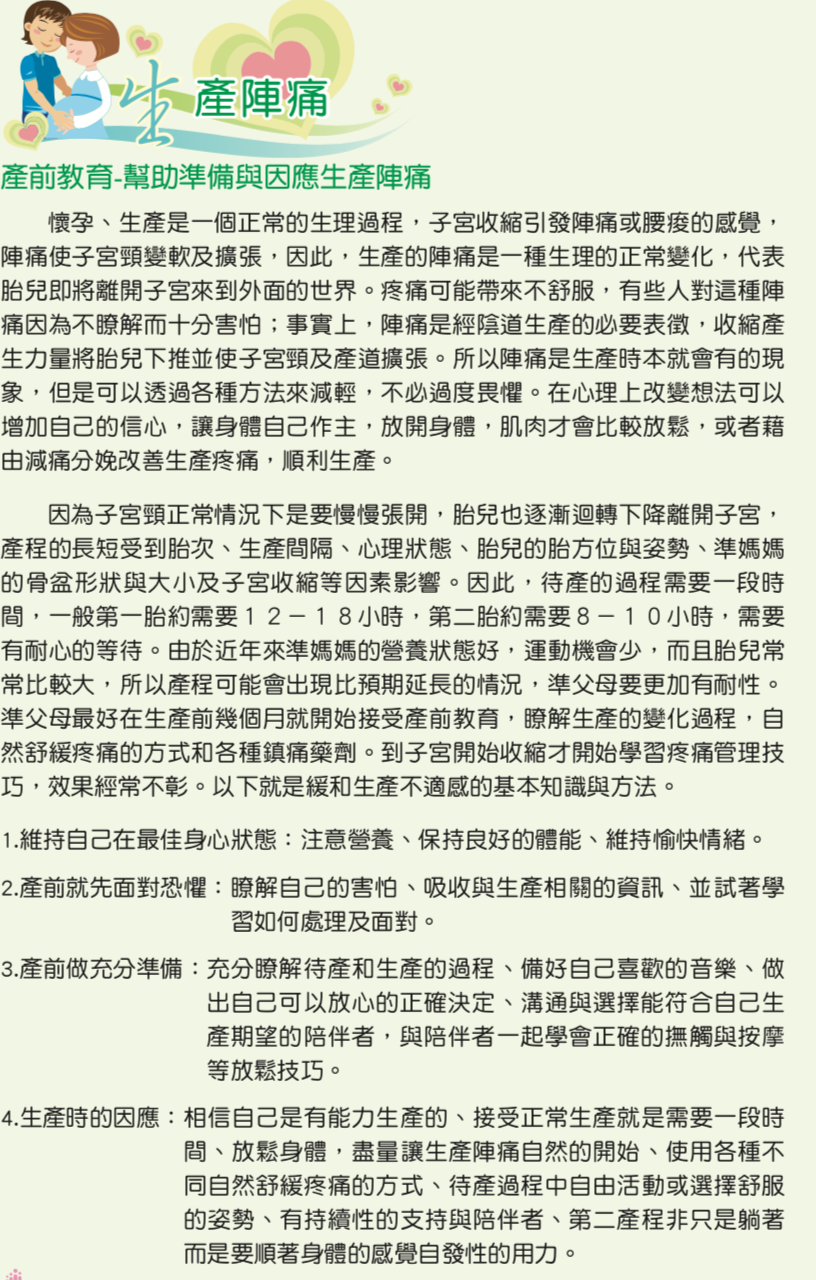 生產陣痛
產前教育-幫助準備與因應生產陣痛
懷孕、生產是一個正常的生理過程，子宮收縮引發陣痛或腰痠的感覺，
陣痛使子宮頸變軟及擴張，因此，生產的陣痛是一種生理的正常變化，代表
胎兒即將離開子宮來到外面的世界。疼痛可能帶來不舒服，有些人對這種陣
痛因為不瞭解而十分害怕；事實上，陣痛是經陰道生產的必要表徵，收縮產
生力量將胎兒下推並使子宮頸及產道擴張。所以陣痛是生產時本就會有的現
象，但是可以透過各種方法來減輕，不必過度畏懼。在心理上改變想法可以
增加自己的信心，讓身體自己作主，放開身體，肌肉才會比較放鬆，或者藉
由減痛分娩改善生產疼痛，順利生產。
因為子宮頸正常情況下是要慢慢張開，胎兒也逐漸迴轉下降離開子宮，
產程的長短受到胎次、生產間隔、心理狀態、胎兒的胎方位與姿勢、準媽媽
的骨盆形狀與大小及子宮收縮等因素影響。因此，待產的過程需要一段時
間，一般第一胎約需要１２－１８小時，第二胎約需要８－１０小時，需要
有耐心的等待。由於近年來準媽媽的營養狀態好，運動機會少，而且胎兒常
常比較大，所以產程可能會出現比預期延長的情況，準父母要更加有耐性。
準父母最好在生產前幾個月就開始接受產前教育，瞭解生產的變化過程，自
然舒緩疼痛的方式和各種鎮痛藥劑。到子宮開始收縮才開始學習疼痛管理技
巧，效果經常不彰。以下就是緩和生產不適感的基本知識與方法。
1.維持自己在最佳身心狀態：注意營養、保持良好的體能、維持愉快情緒。
2.產前就先面對恐懼：瞭解自己的害怕、吸收與生產相關的資訊、並試著學
習如何處理及面對。
3.產前做充分準備：充分瞭解待產和生產的過程、備好自己喜歡的音樂、做
出自己可以放心的正確決定、溝通與選擇能符合自己生
產期望的陪伴者，與陪伴者一起學會正確的撫觸與按摩
等放鬆技巧。
4.生產時的因應：相信自己是有能力生產的、接受正常生產就是需要一段時
間、放鬆身體，盡量讓生產陣痛自然的開始、使用各種不
同自然舒緩疼痛的方式、待產過程中自由活動或選擇舒服
的姿勢、有持續性的支持與陪伴者、第二產程非只是躺著
而是要順著身體的感覺自發性的用力。